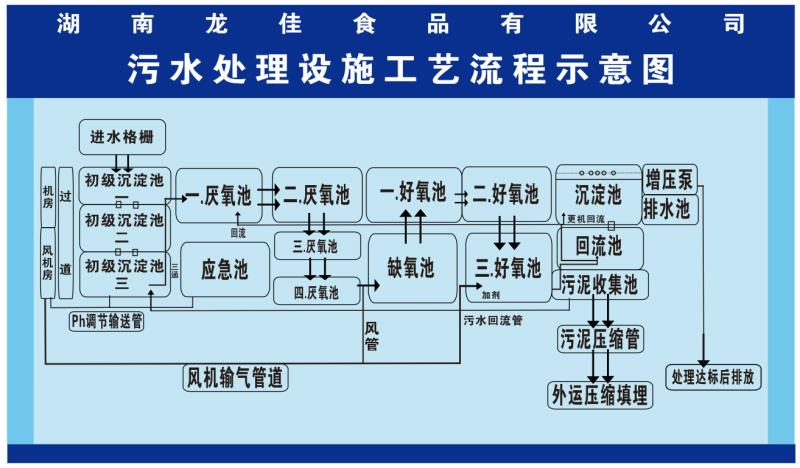 湖南龙佳食品有限公司
污水处理设施工艺流程示意图
进水格栅
机房
过道
风机房
初级沉淀池一
初级沉淀池二
初级沉淀池三
一.厌氧池
二.厌氧池
三.厌氧池
四.厌氧池
回流
应急池
一.好氧池
二.好氧池
缺氧池
三.好氧池
加剂
沉淀池
更机回流
回流池
增压泵
排水池
污泥收集池
污泥压缩管
外运压缩填埋
处理达标后排放
Ph调节输送管
污水回流管
风管
风机输气管道